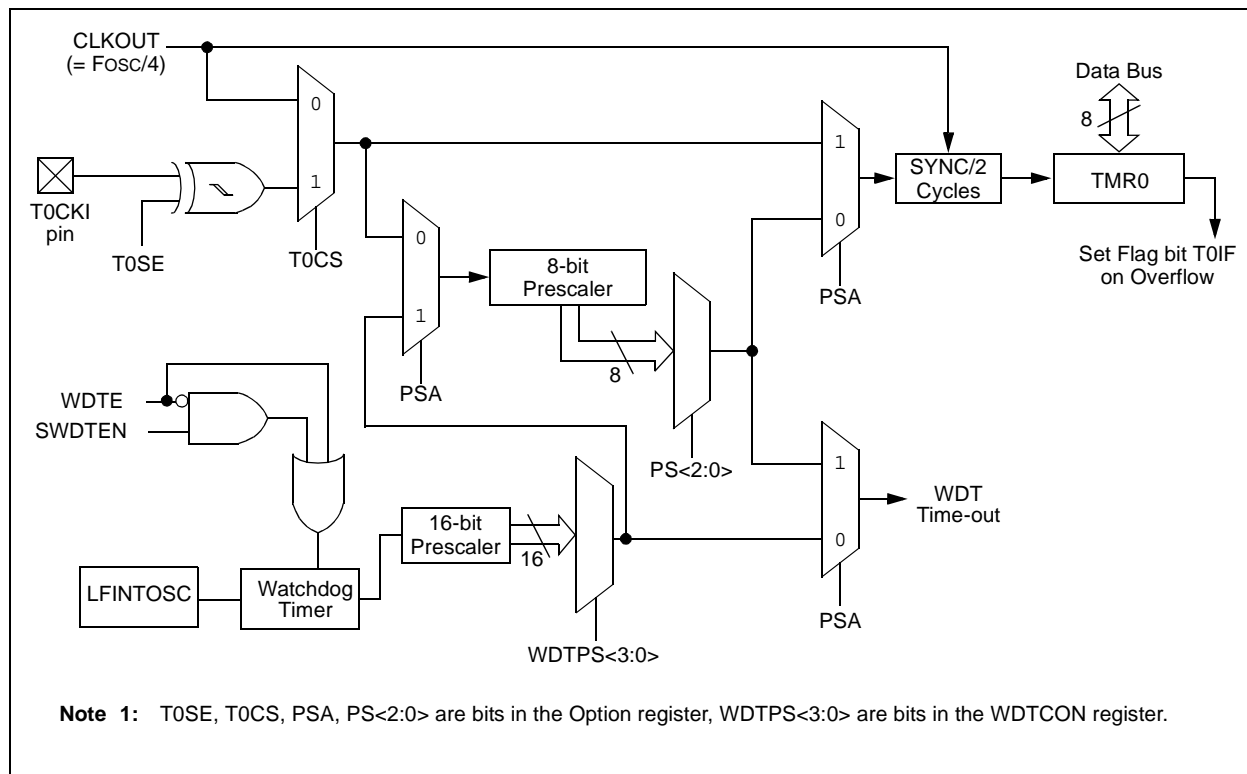 CLKOUT
(= FOSC/4)
Data Bus
8
0
1
1
0
T0CKI
pin
T0SE
T0CS
SYNC/2
Cycles
TMR0
Set Flag bit T0IF
on Overflow
PSA
0
1
8-bit
Prescaler
8
PSA
PS<2:0>
WDTE
SWDTEN
1
0
WDT
Time-out
16-bit
Prescaler
16
LFINTOSC
Watchdog
Timer
PSA
WDTPS<3:0>
Note 1: T0SE, T0CS, PSA, PS<2:0> are bits in the Option register, WDTPS<3:0> are bits in the WDTCON register.